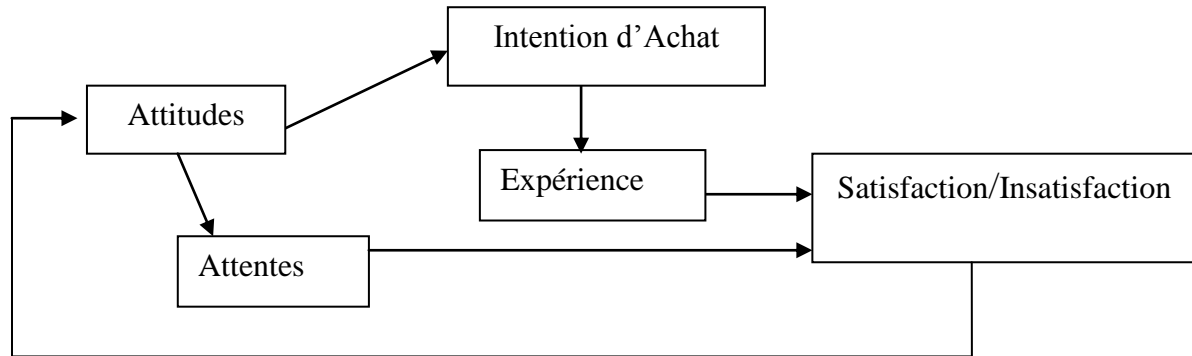 Intention d’Achat
Attitudes
Expérience
Satisfaction/Insatisfaction
Attentes